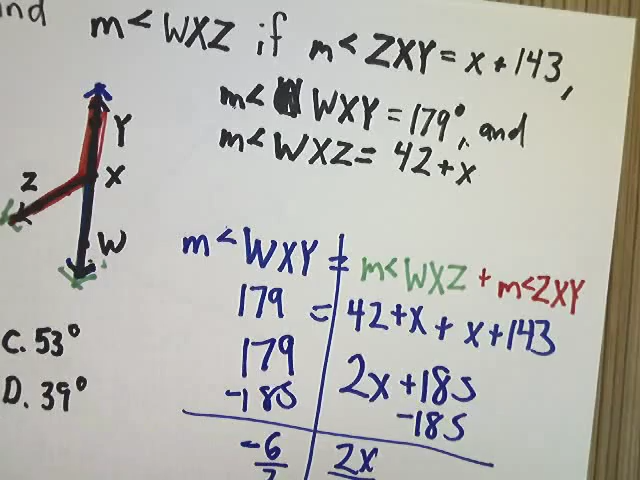 m<WXZ if m<ZXY = x + 143,
m< WXY = 179°, and
m<WXZ = 42+x
Y
Z
X
W
m<WXY = m<WXZ + m<ZXY
179 = 42+x + x+143
179 2x +185
-185 -185
-6 2x
C. 53°
D. 39°